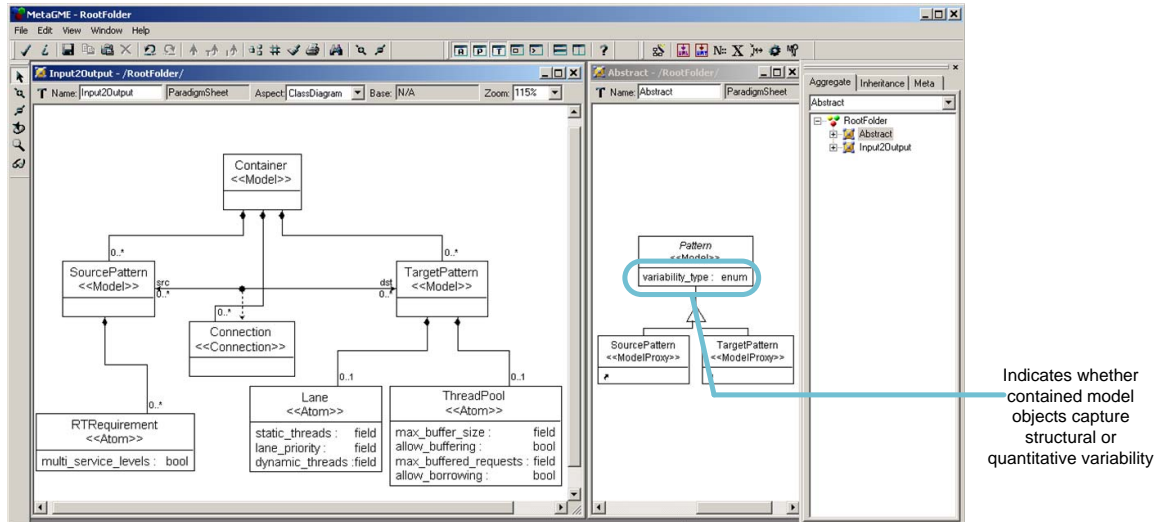 MetaGME - RootFolder
File Edit View Window Help
Input2Output - /RootFolder/
Name: Input2Output ParadigmSheet Aspect: ClassDiagram Base: N/A Zoom: 115%
Container
<<Model>>
0..*
0..*
SourcePattern
<<Model>>
src
0..*
dst
0..*
TargetPattern
<<Model>>
0..*
Connection
<<Connection>>
0..*
RTRequirement
<<Atom>>
multi_service_levels : bool
0..1
Lane
<<Atom>>
static_threads : field
lane_priority : field
dynamic_threads :field
0..1
ThreadPool
<<Atom>>
max_buffer_size : field
allow_buffering : bool
max_buffered_requests : field
allow_borrowing : bool
Abstract - /RootFolder/
Name: Abstract ParadigmSheet
Pattern
<<Model>>
variability_type : enum
SourcePattern
<<ModelProxy>>
TargetPattern
<<ModelProxy>>
Aggregate Inheritance Meta
Abstract
RootFolder
Abstract
Input2Output
Indicates whether
contained model
objects capture
structural or
quantitative variability